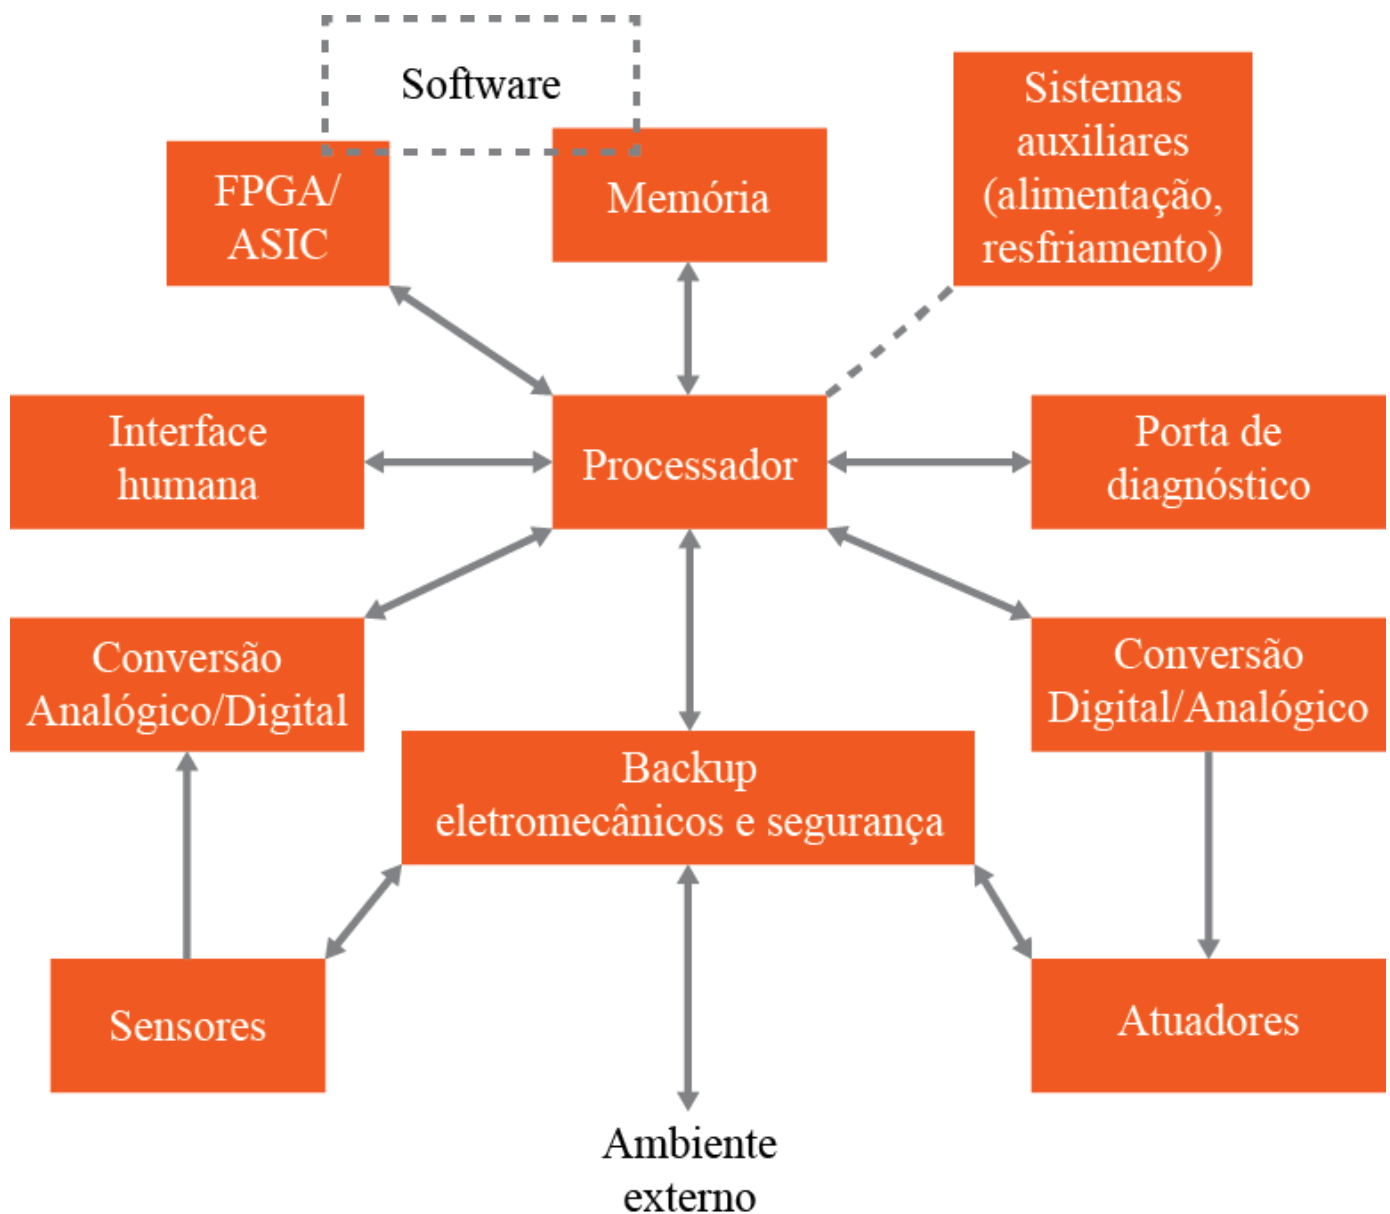 Software
Sistemas
auxiliares
(alimentação,
resfriamento)
FPGA/
ASIC
Memória
Interface
humana
Processador
Porta de
diagnóstico
Conversão
Analógico/Digital
Conversão
Digital/Analógico
Backup
eletromecânicos e segurança
Sensores
Atuadores
Ambiente
externo